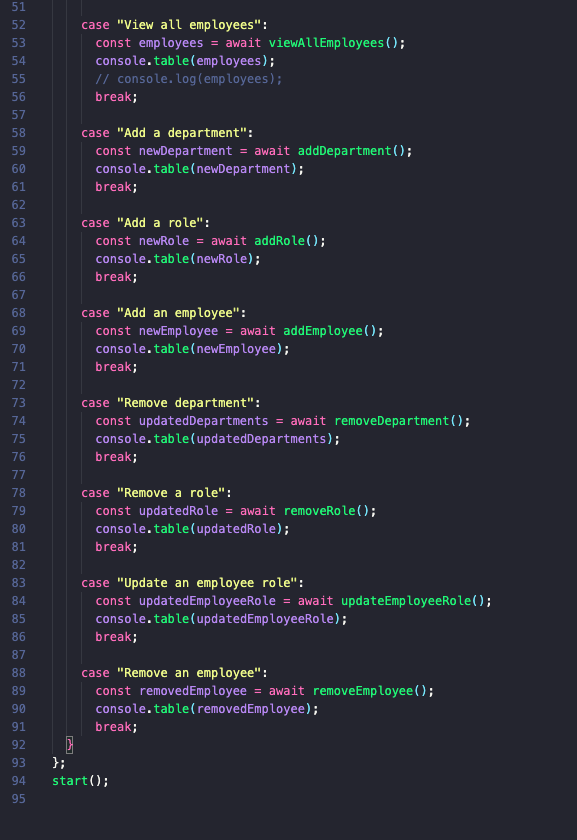 51
52 case "View all employees":
53 const employees = await viewAllEmployees();
54 console.table(employees);
55 // console.log(employees);
56 break;
57
58 case "Add a department":
59 const newDepartment = await addDepartment();
60 console.table(newDepartment);
61 break;
62
63 case "Add a role":
64 const newRole = await addRole();
65 console.table(newRole);
66 break;
67
68 case "Add an employee":
69 const newEmployee = await addEmployee();
70 console.table(newEmployee);
71 break;
72
73 case "Remove department":
74 const updatedDepartments = await removeDepartment();
75 console.table(updatedDepartments);
76 break;
77
78 case "Remove a role":
79 const updatedRole = await removeRole();
80 console.table(updatedRole);
81 break;
82
83 case "Update an employee role":
84 const updatedEmployeeRole = await updateEmployeeRole();
85 console.table(updatedEmployeeRole);
86 break;
87
88 case "Remove an employee":
89 const removedEmployee = await removeEmployee();
90 console.table(removedEmployee);
91 break;
92 }
93 };
94 start();
95